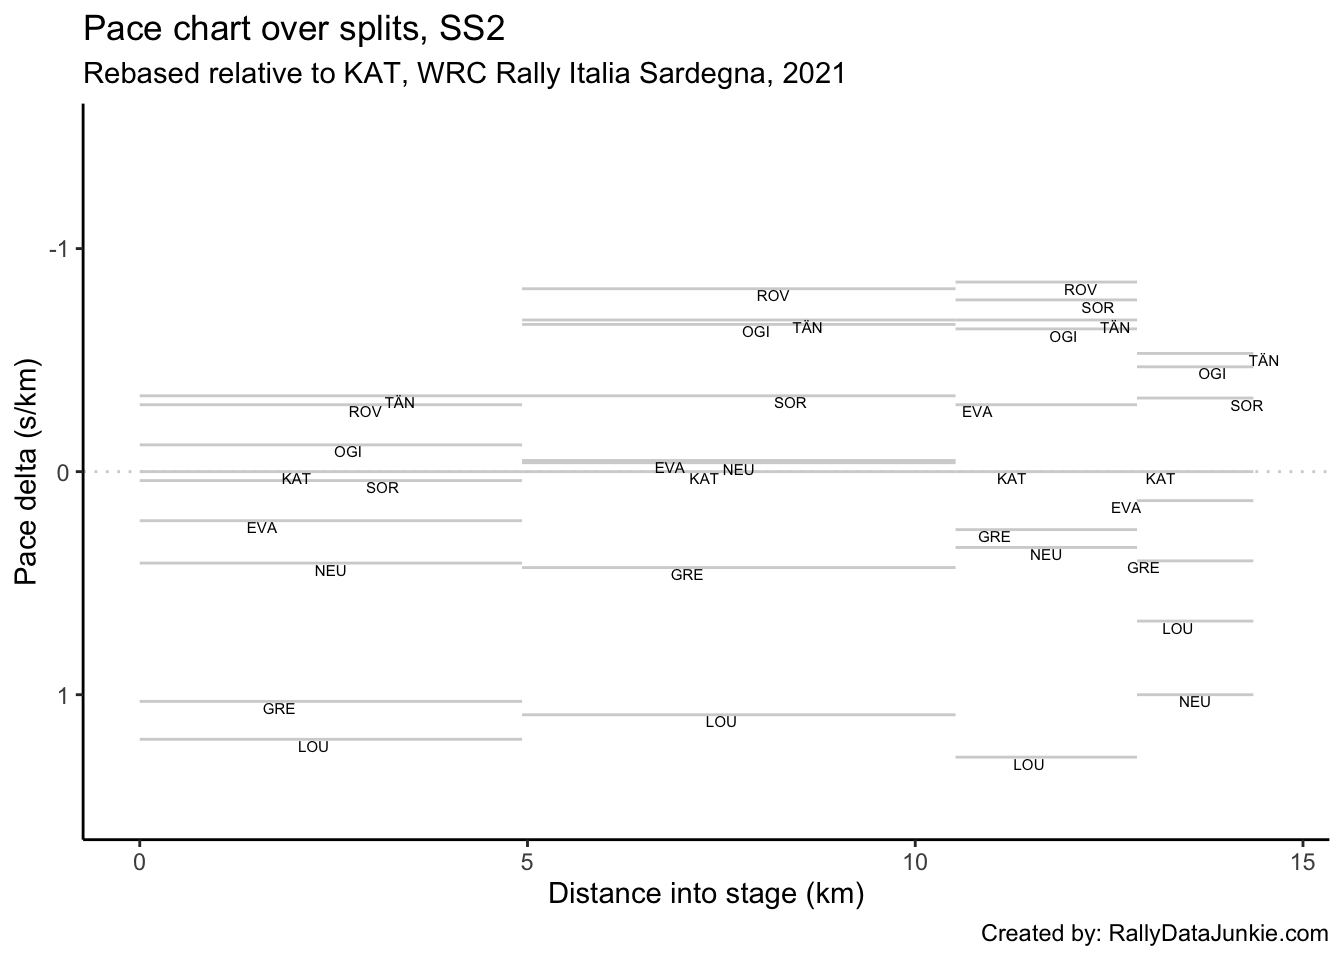 Pace chart over splits, SS2
Rebased relative to KAT, WRC Rally Italia Sardegna, 2021
Pace delta (s/km)
-1
0
1
ROV
TÄN
OGI
KAT
SOR
EVA
NEU
GRE
LOU
ROV
TÄN
OGI
SOR
EVA
NEU
KAT
GRE
LOU
ROV
SOR
TÄN
OGI
EVA
KAT
GRE
NEU
LOU
TÄN
OGI
SOR
KAT
EVA
GRE
LOU
NEU
0 5 10 15
Distance into stage (km)
Created by: RallyDataJunkie.com